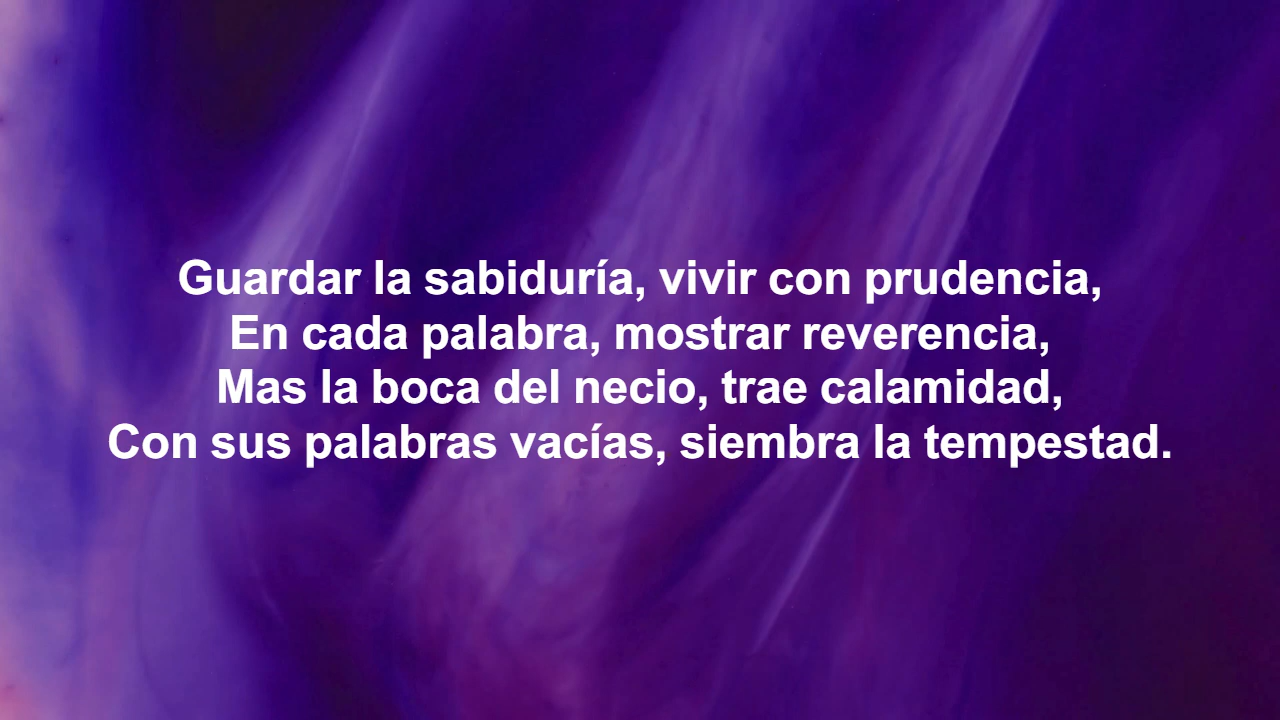 Guardar la sabiduría, vivir con prudencia,
En cada palabra, mostrar reverencia,
Mas la boca del necio, trae calamidad,
Con sus palabras vacías, siembra la tempestad.